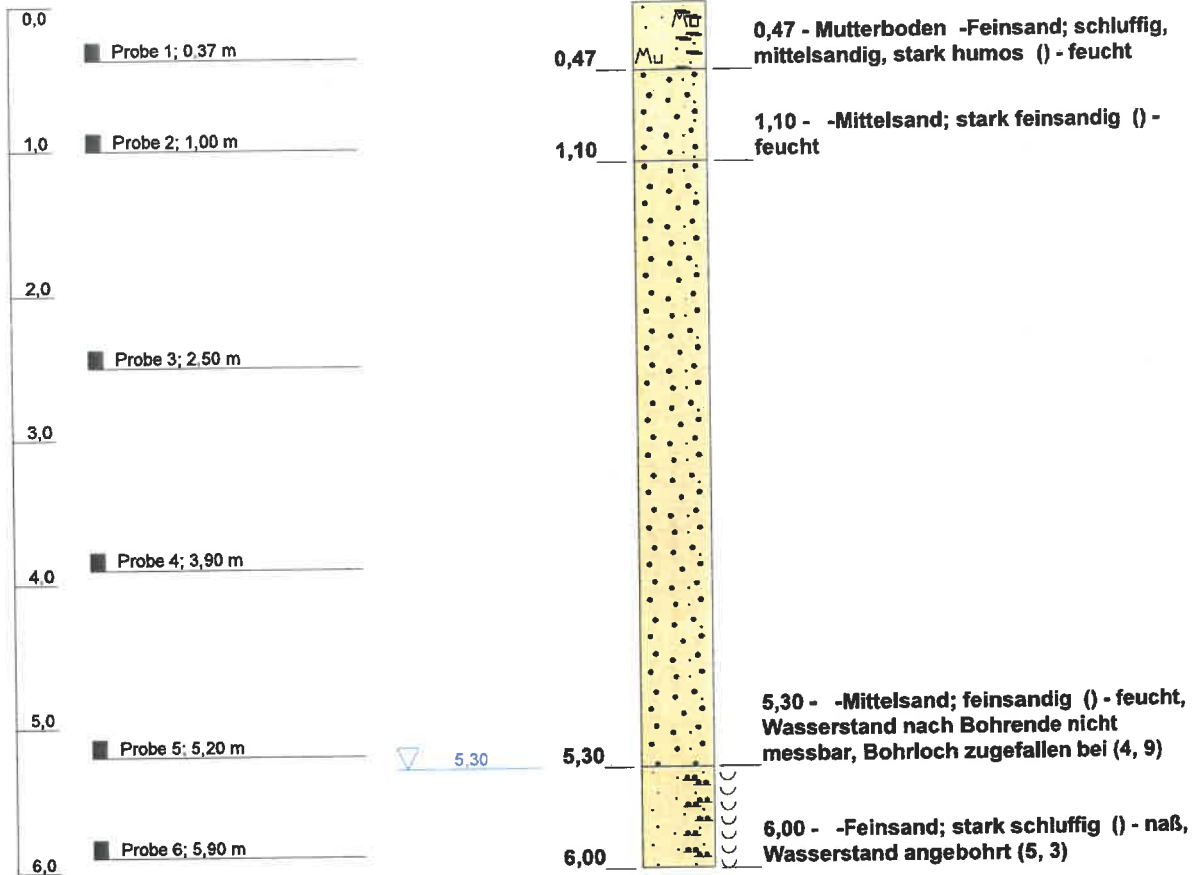 0,0
Probe 1; 0,37 m
1,0
Probe 2; 1,00 m
2,0
Probe 3; 2,50 m
3,0
Probe 4; 3,90 m
4,0
5,0
Probe 5; 5,20 m
Probe 6; 5,90 m
6,0
5,30
0,47
1,10
5,30
6,00
Mu
Mu
0,47 - Mutterboden -Feinsand; schluffig,
mittelsandig, stark humos () - feucht
1,10 - -Mittelsand; stark feinsandig () -
feucht
5,30 - -Mittelsand; feinsandig () - feucht,
Wasserstand nach Bohrende nicht
messbar, Bohrloch zugefallen bei (4, 9)
6,00 - -Feinsand; stark schluffig () - naß,
Wasserstand angebohrt (5, 3)